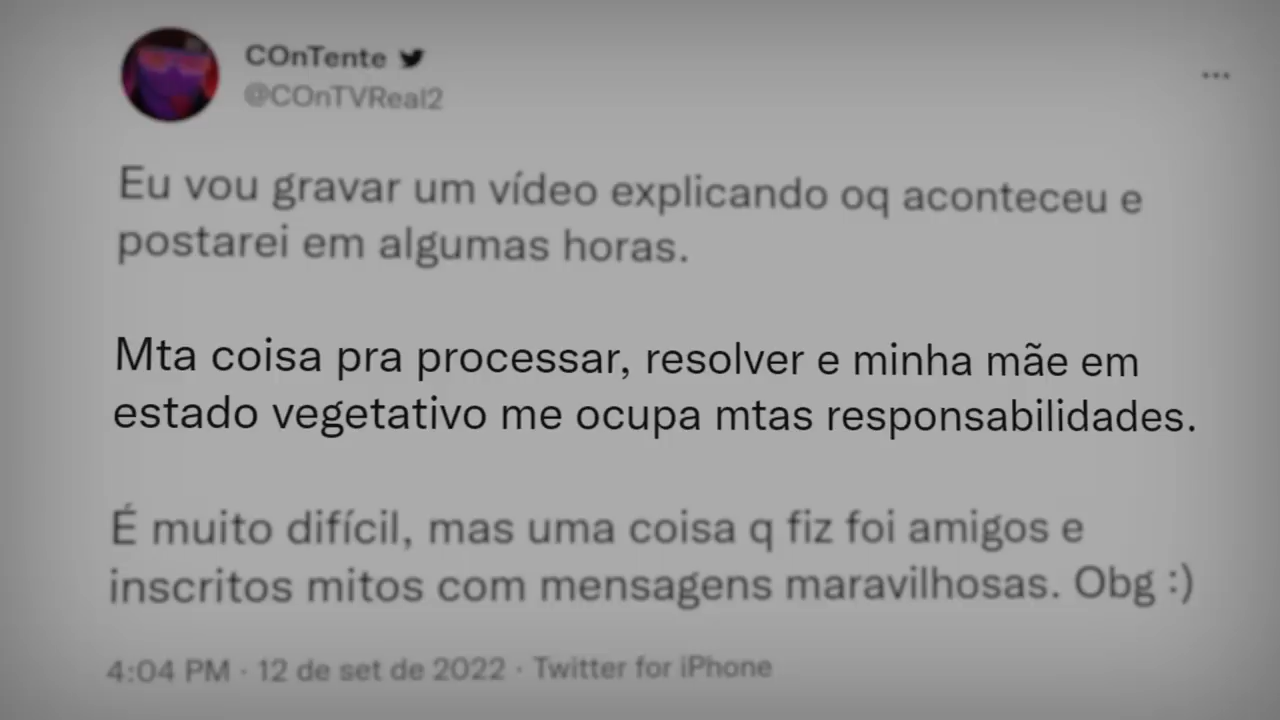 COnTente
@COnTVReal2
Eu vou gravar um vídeo explicando oq aconteceu e
postarei em algumas horas.
Mta coisa pra processar, resolver e minha mãe em
estado vegetativo me ocupa mtas responsabilidades.
É muito difícil, mas uma coisa q fiz foi amigos e
inscritos mitos com mensagens maravilhosas. Obg :)
4:04 PM · 12 de set de 2022 · Twitter for iPhone